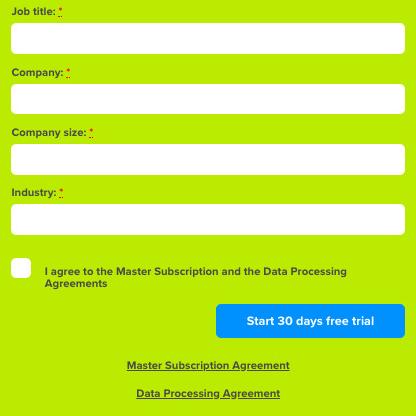 Job title: *
Company: *
Company size: *
Industry: *
I agree to the Master Subscription and the Data Processing
Agreements
Start 30 days free trial
Master Subscription Agreement
Data Processing Agreement